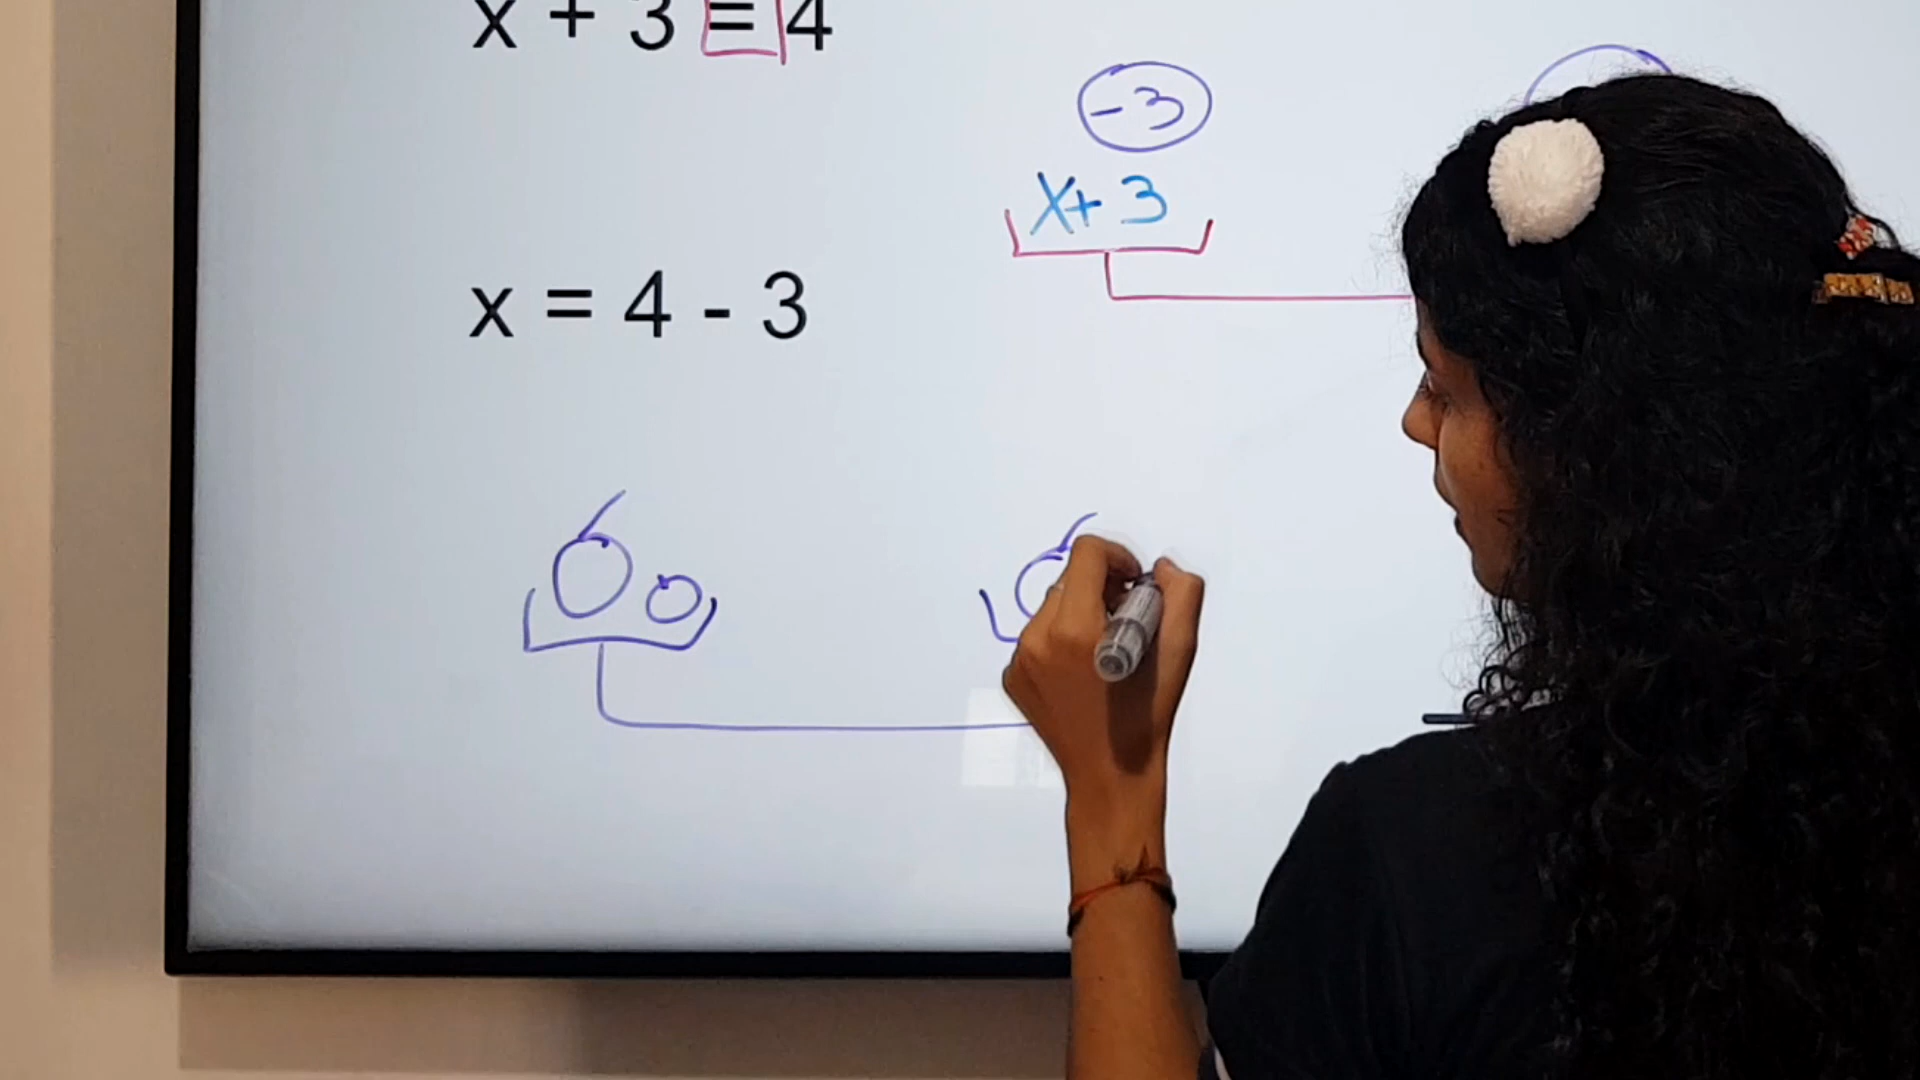 x + 3 = 4
-3
x+ 3
x = 4 - 3